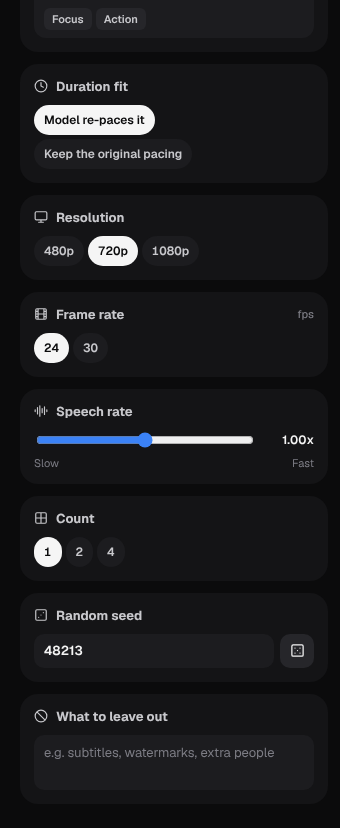 Focus Action
Duration fit
Model re-paces it
Keep the original pacing
Resolution
480p 720p 1080p
Frame rate fps
24 30
Speech rate
1.00x
Slow Fast
Count
1 2 4
Random seed
48213
What to leave out
e.g. subtitles, watermarks, extra people